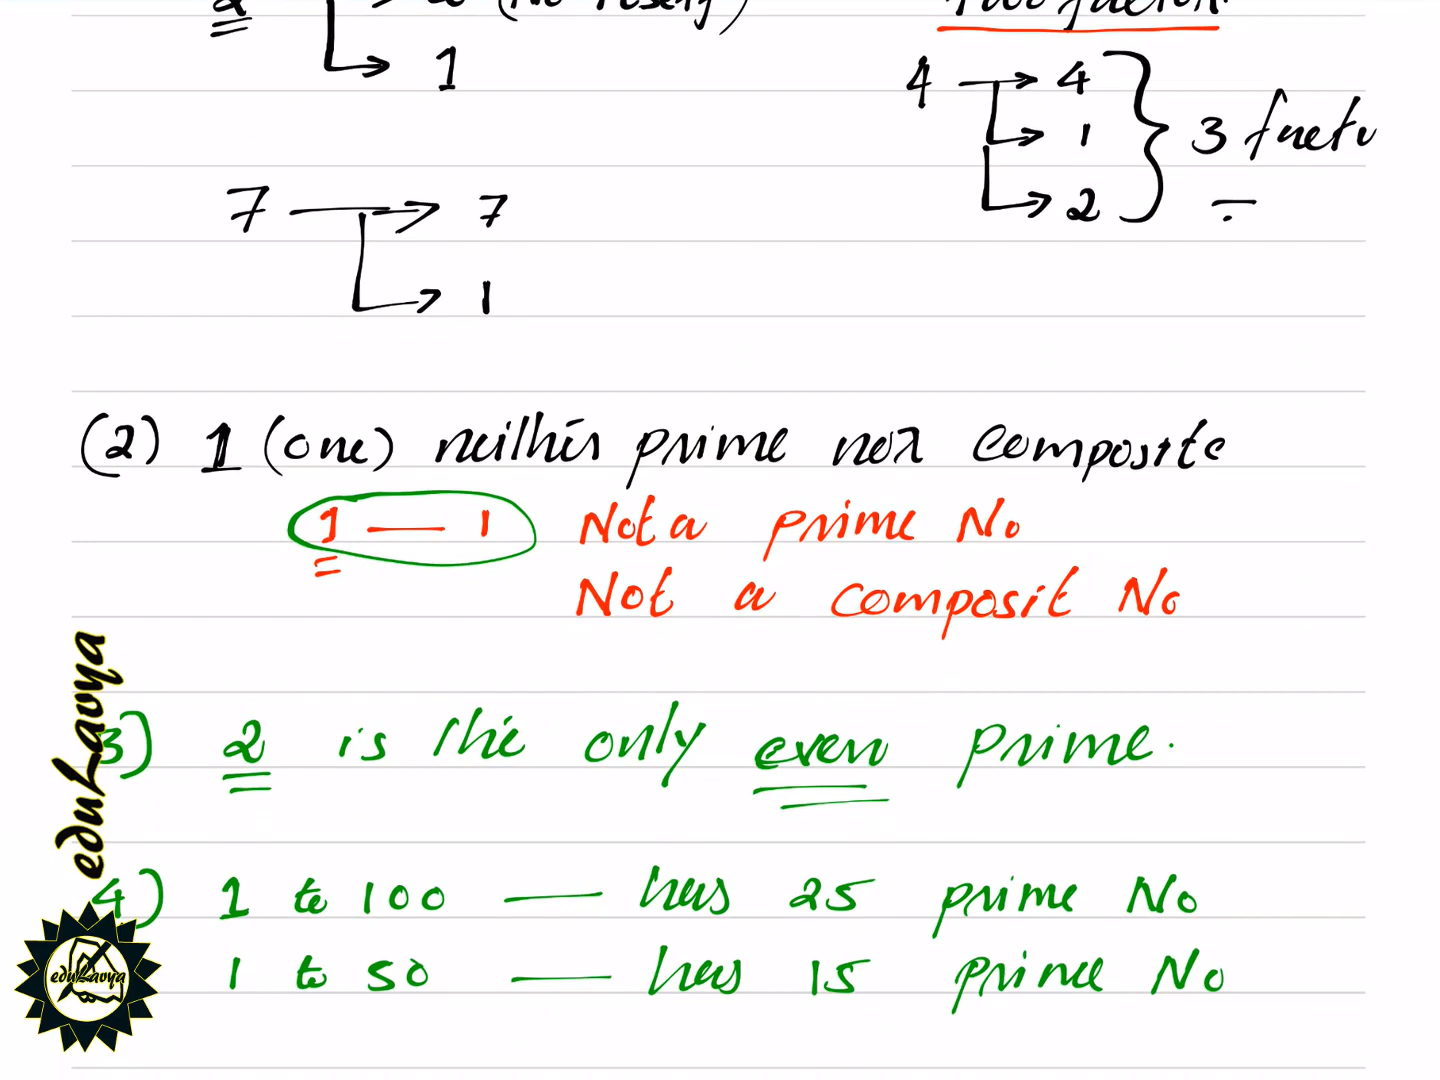 2
1
4 → 4
1
3
2
7 → 7
1
(2) 1 (one) neither prime nor composite
1 — 1 Not a prime No
Not a composit No
3) 2 is the only even prime.
4) 1 to 100 — has 25 prime No
1 to 50 — has 15 prime No
eduLavya
eduLavya